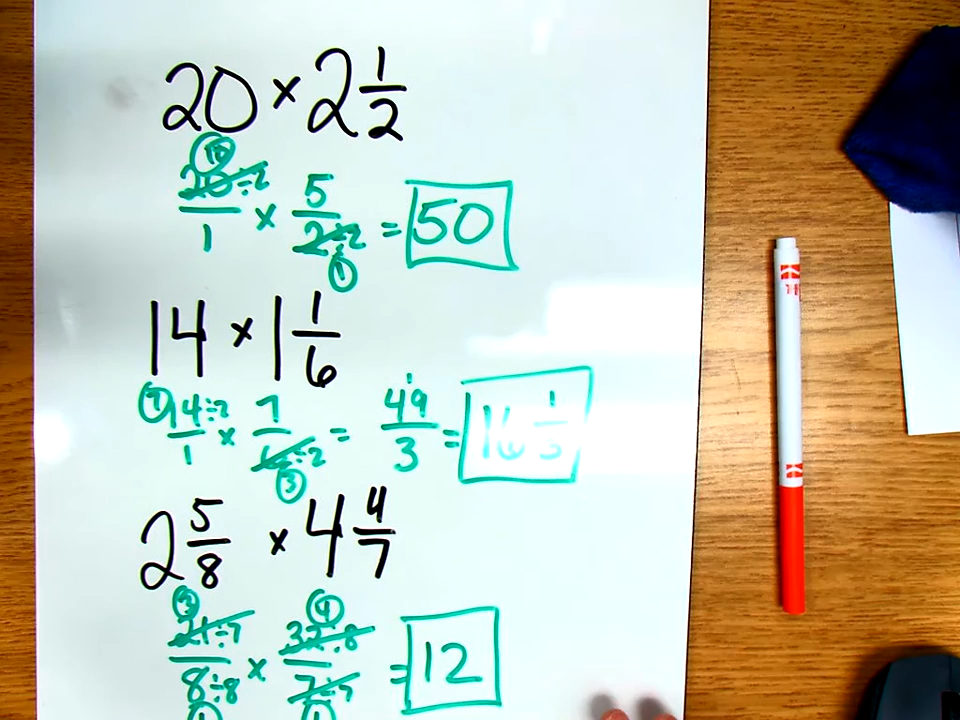 20 × 2 1/2
⑩
20÷2/1 × 5/2÷2 = 50
①
14 × 1 1/6
⑦ 14÷2/1 × 7/6÷2 = 49/3 = 16 1/3
③
2 5/8 × 4 4/7
③ ④
21÷7/8÷8 × 32÷8/7÷7 = 12
① ①